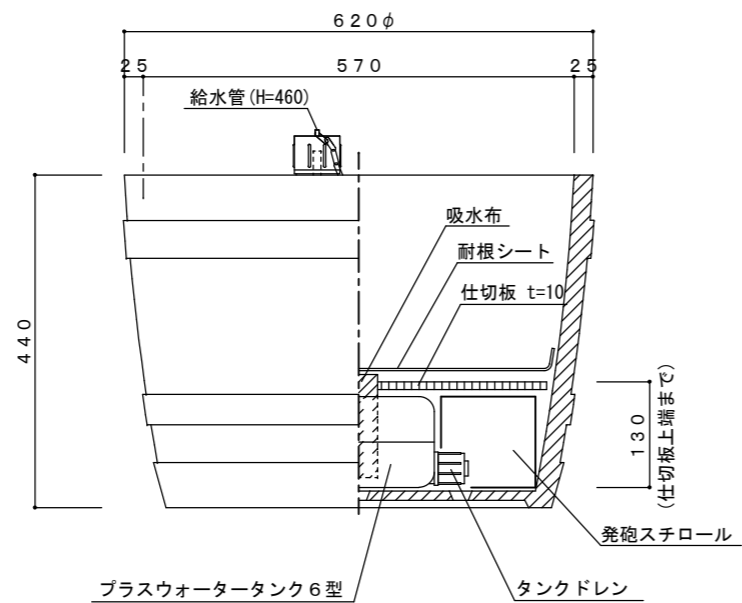 ６２０φ
２５
５７０
２５
給水管(H=460)
吸水布
耐根シート
仕切板 t=10
４４０
１３０
(仕切板上端まで)
発砲スチロール
プラスウォータータンク６型
タンクドレン